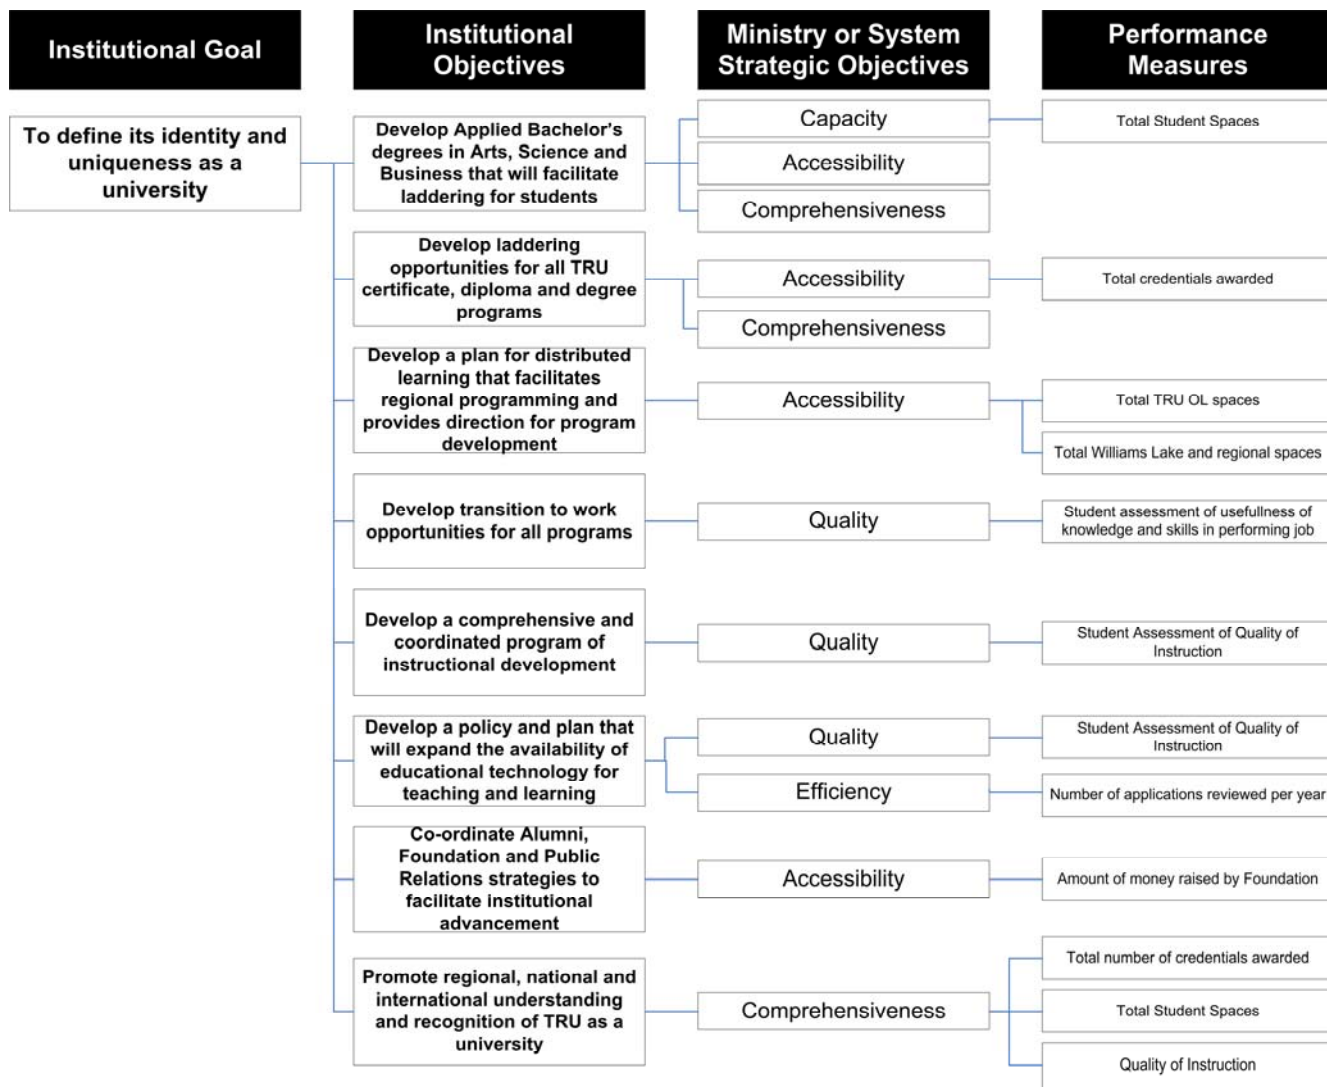 Institutional Goal
Institutional
Objectives
Ministry or System
Strategic Objectives
Performance
Measures
To define its identity and
uniqueness as a
university
Develop Applied Bachelor's
degrees in Arts, Science and
Business that will facilitate
laddering for students
Capacity
Total Student Spaces
Accessibility
Comprehensiveness
Develop laddering
opportunities for all TRU
certificate, diploma and degree
programs
Accessibility
Total credentials awarded
Comprehensiveness
Develop a plan for distributed
learning that facilitates
regional programming and
provides direction for program
development
Accessibility
Total TRU OL spaces
Total Williams Lake and regional spaces
Develop transition to work
opportunities for all programs
Quality
Student assessment of usefullness of
knowledge and skills in performing job
Develop a comprehensive and
coordinated program of
instructional development
Quality
Student Assessment of Quality of
Instruction
Develop a policy and plan that
will expand the availability of
educational technology for
teaching and learning
Quality
Student Assessment of Quality of
Instruction
Efficiency
Number of applications reviewed per year
Co-ordinate Alumni,
Foundation and Public
Relations strategies to
facilitate institutional
advancement
Accessibility
Amount of money raised by Foundation
Promote regional, national and
international understanding
and recognition of TRU as a
university
Comprehensiveness
Total number of credentials awarded
Total Student Spaces
Quality of Instruction